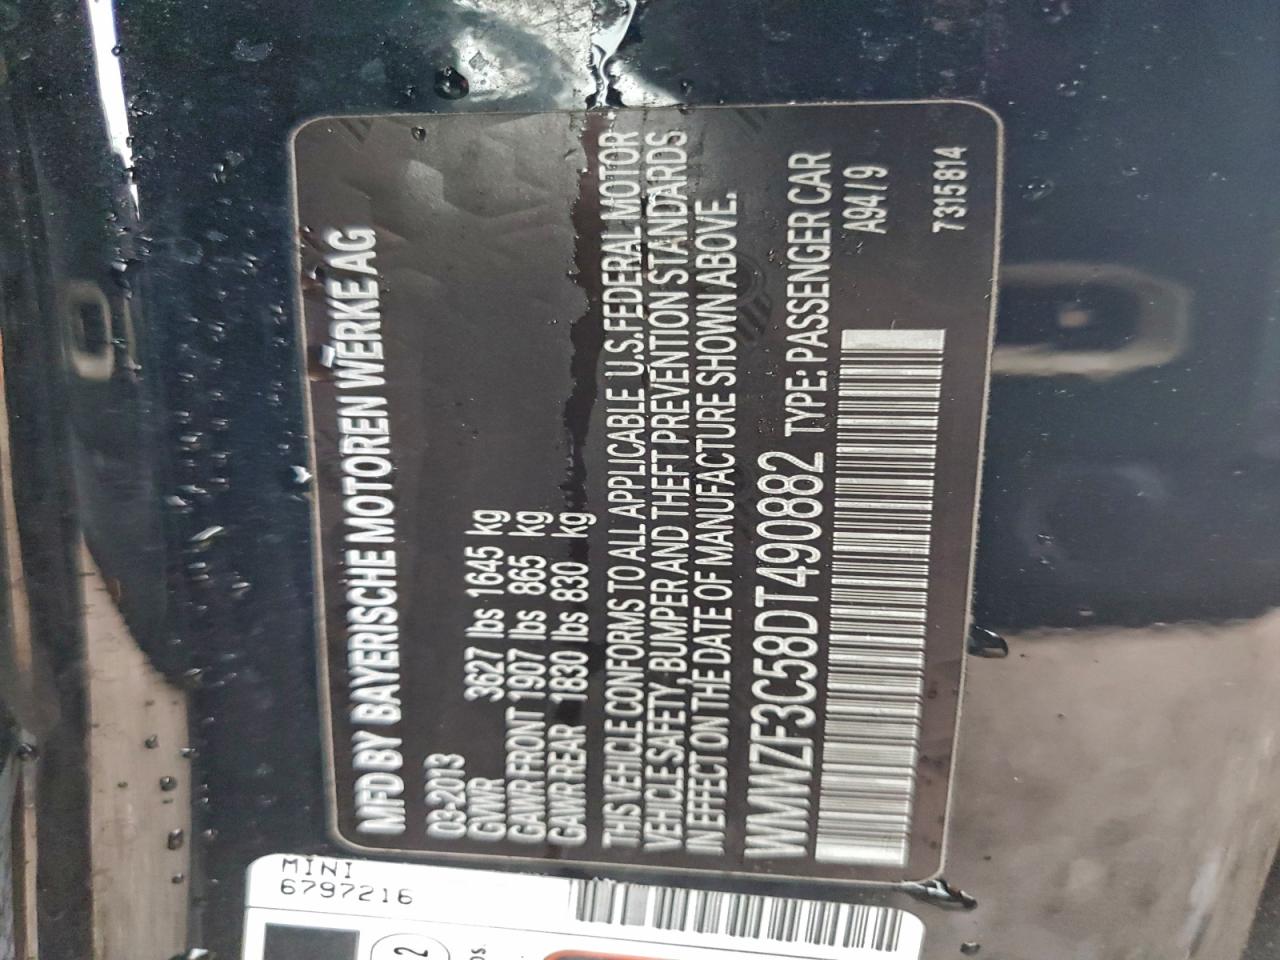 MFD BY BAYERISCHE MOTOREN WERKE AG
03-2013
GVWR 3627 lbs 1645 kg
GAWR FRONT 1907 lbs 865 kg
GAWR REAR 1830 lbs 830 kg
THIS VEHICLE CONFORMS TO ALL APPLICABLE U.S. FEDERAL MOTOR
VEHICLE SAFETY, BUMPER AND THEFT PREVENTION STANDARDS
IN EFFECT ON THE DATE OF MANUFACTURE SHOWN ABOVE.
WMWZF3C58DT490882 TYPE: PASSENGER CAR
A94/9
7315814
MINI
6797216
2